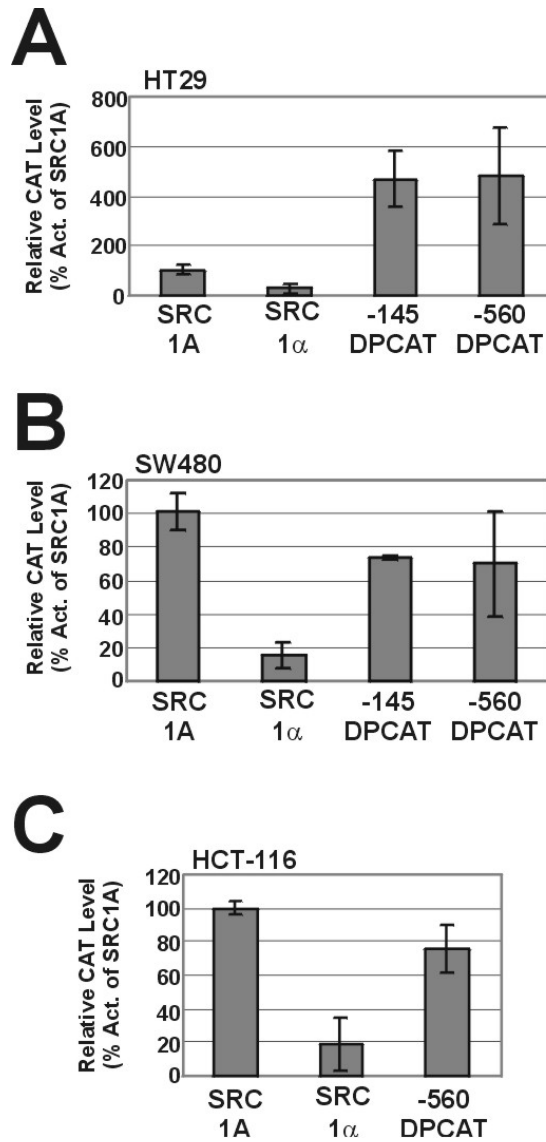 A
HT29
Relative CAT Level
(% Act. of SRC1A)
800
600
400
200
0
SRC SRC -145 -560
1A 1α DPCAT DPCAT
B
SW480
Relative CAT Level
(% Act. of SRC1A)
120
100
80
60
40
20
0
SRC SRC -145 -560
1A 1α DPCAT DPCAT
C
HCT-116
Relative CAT Level
(% Act. of SRC1A)
120
100
80
60
40
20
0
SRC SRC -560
1A 1α DPCAT